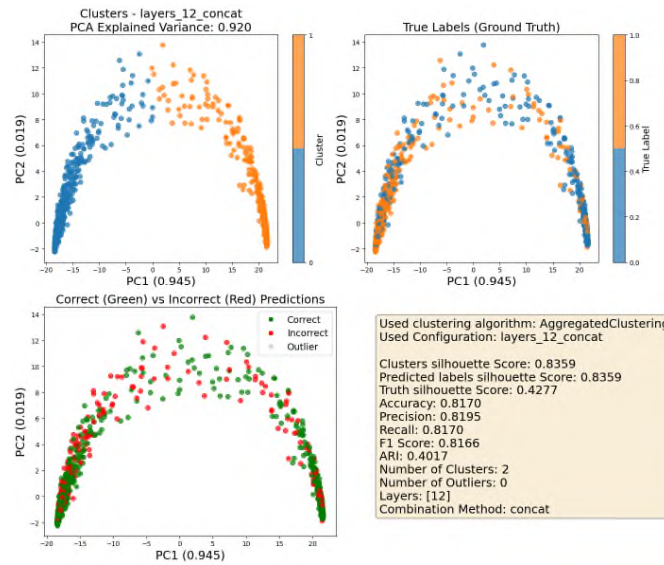 Clusters - layers_12_concat
PCA Explained Variance: 0.920
14
12
10
8
6
4
2
0
−2
PC2 (0.019)
−20
−15
−10
−5
0
5
10
15
20
PC1 (0.945)
1
0
Cluster
True Labels (Ground Truth)
14
12
10
8
6
4
2
0
−2
PC2 (0.019)
−20
−15
−10
−5
0
5
10
15
20
PC1 (0.945)
1.0
0.8
0.6
0.4
0.2
0.0
True Label
Correct (Green) vs Incorrect (Red) Predictions
Correct
Incorrect
Outlier
14
12
10
8
6
4
2
0
−2
PC2 (0.019)
−20
−15
−10
−5
0
5
10
15
20
PC1 (0.945)
Used clustering algorithm: AggregatedClustering
Used Configuration: layers_12_concat
Clusters silhouette Score: 0.8359
Predicted labels silhouette Score: 0.8359
Truth silhouette Score: 0.4277
Accuracy: 0.8170
Precision: 0.8195
Recall: 0.8170
F1 Score: 0.8166
ARI: 0.4017
Number of Clusters: 2
Number of Outliers: 0
Layers: [12]
Combination Method: concat